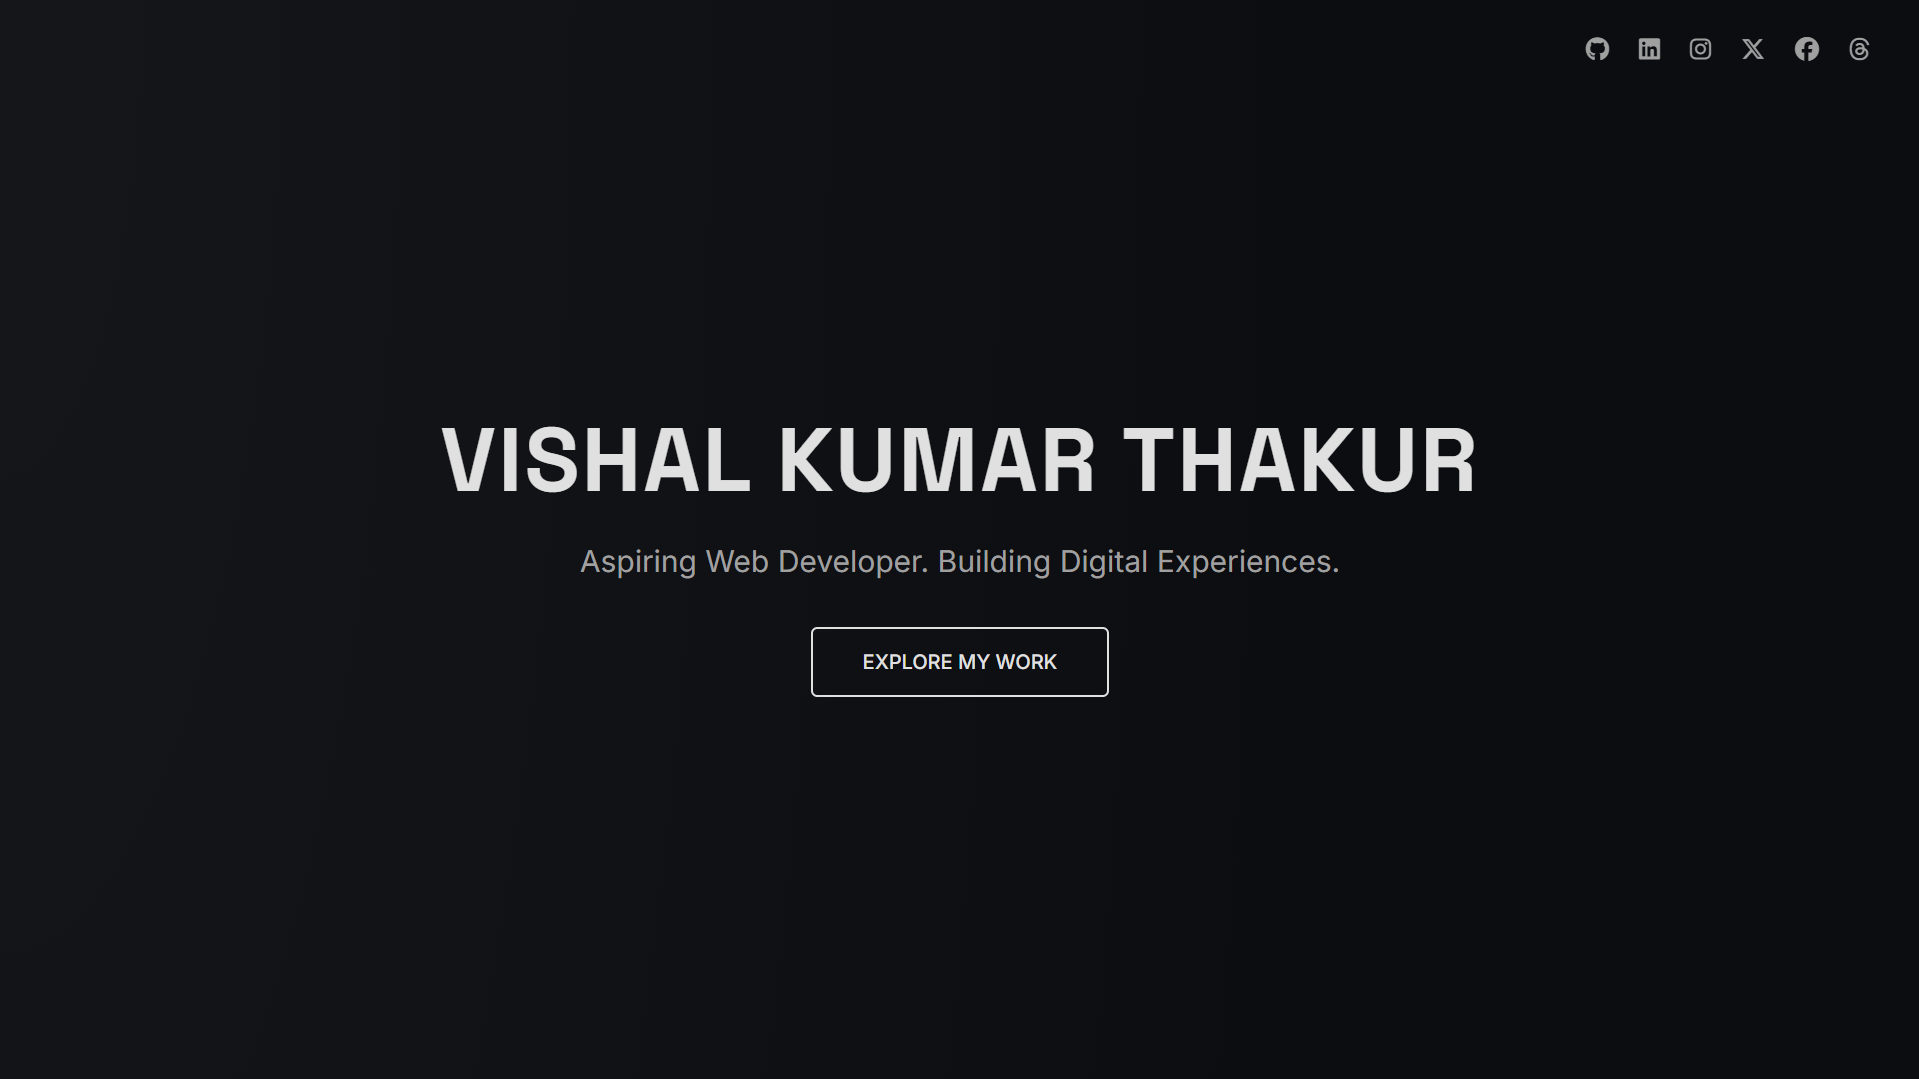 VISHAL KUMAR THAKUR
Aspiring Web Developer. Building Digital Experiences.
EXPLORE MY WORK